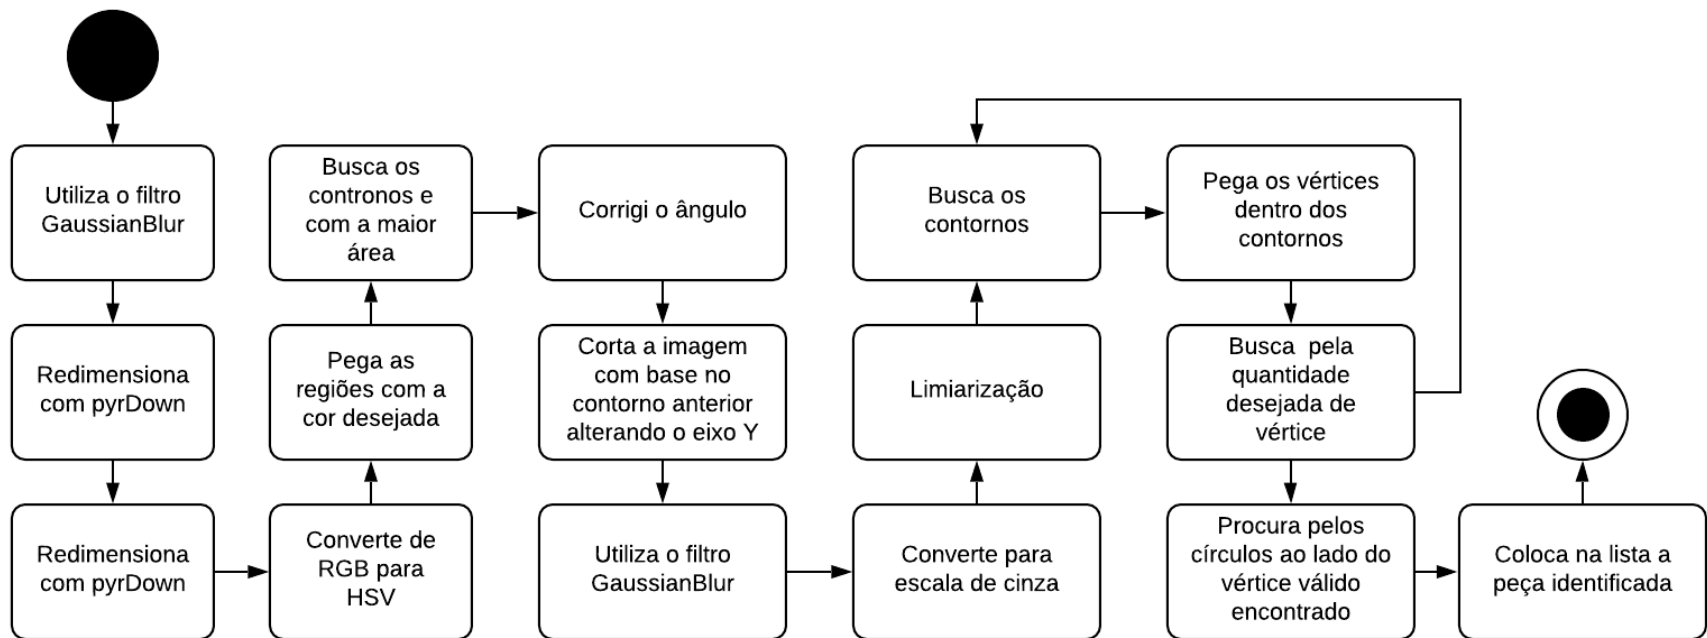 Utiliza o filtro
GaussianBlur
Redimensiona
com pyrDown
Redimensiona
com pyrDown
Converte de
RGB para
HSV
Pega as
regiões com a
cor desejada
Busca os
contronos e
com a maior
área
Corrigi o ângulo
Corta a imagem
com base no
contorno anterior
alterando o eixo Y
Utiliza o filtro
GaussianBlur
Converte para
escala de cinza
Limiarização
Busca os
contornos
Pega os vértices
dentro dos
contornos
Busca pela
quantidade
desejada de
vértice
Procura pelos
círculos ao lado do
vértice válido
encontrado
Coloca na lista a
peça identificada